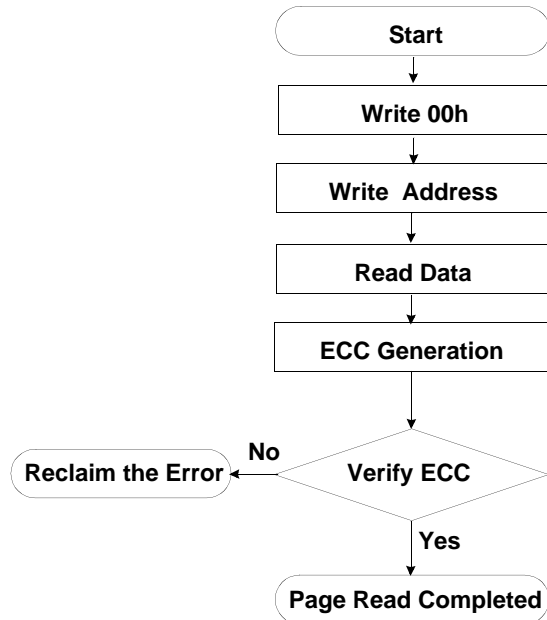 Start
Write 00h
Write Address
Read Data
ECC Generation
No
Reclaim the Error
Verify ECC
Yes
Page Read Completed